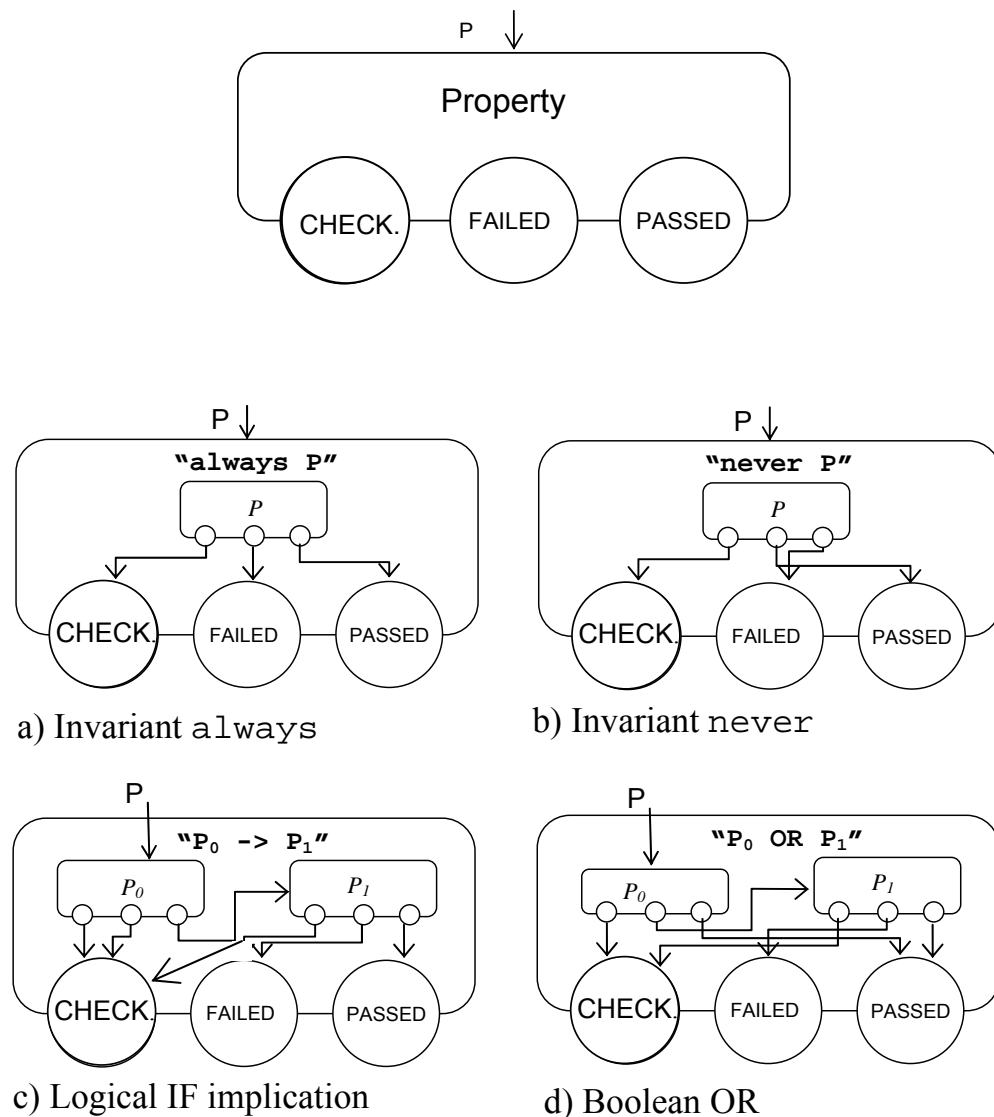 P
Property
CHECK. FAILED PASSED
P
"always P"
P
CHECK. FAILED PASSED
a) Invariant always
P
"never P"
P
CHECK. FAILED PASSED
b) Invariant never
P
"P₀ -> P₁"
P₀ P₁
CHECK. FAILED PASSED
c) Logical IF implication
P
"P₀ OR P₁"
P₀ P₁
CHECK. FAILED PASSED
d) Boolean OR